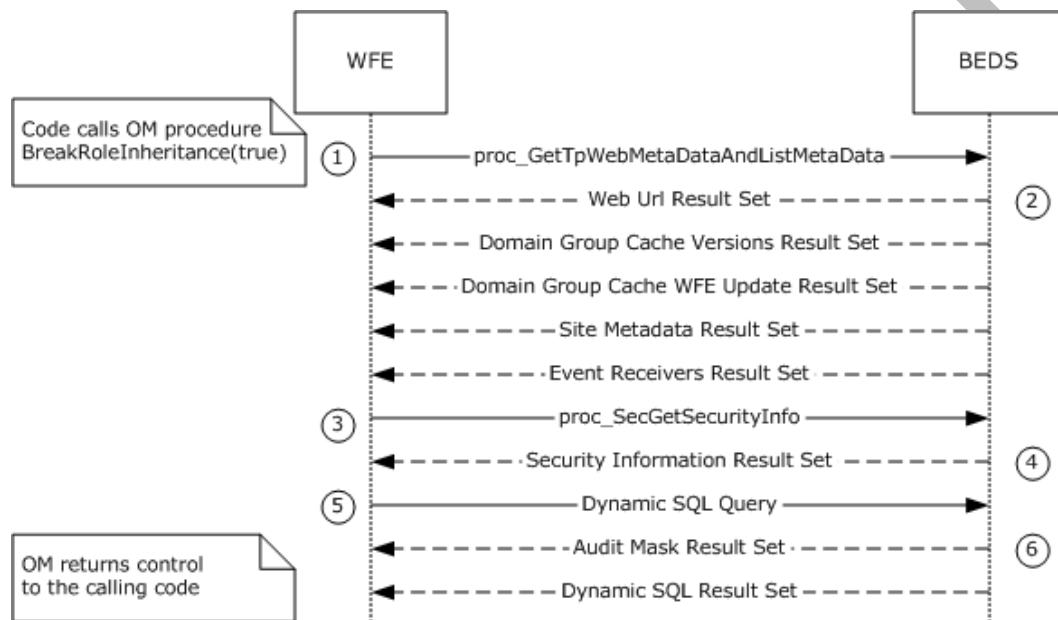 WFE
BEDS
Code calls OM procedure
BreakRoleInheritance(true)
1
proc_GetTpWebMetaDataAndListMetaData
Web Url Result Set
2
Domain Group Cache Versions Result Set
Domain Group Cache WFE Update Result Set
Site Metadata Result Set
Event Receivers Result Set
3
proc_SecGetSecurityInfo
Security Information Result Set
4
5
Dynamic SQL Query
Audit Mask Result Set
6
OM returns control
to the calling code
Dynamic SQL Result Set